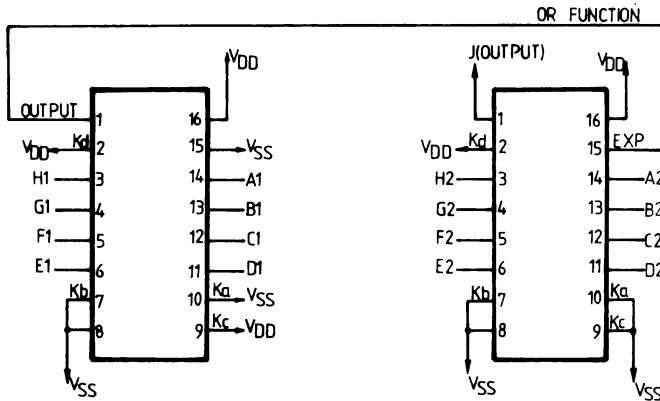 OR FUNCTION
VDD
J(OUTPUT)
VDD
OUTPUT
1 16
1 16
VDD Kd 2 15 VSS
VDD Kd 2 15 EXP
H1 3 14 A1
H2 3 14 A2
G1 4 13 B1
G2 4 13 B2
F1 5 12 C1
F2 5 12 C2
E1 6 11 D1
E2 6 11 D2
Kb 7 10 Ka VSS
Kb 7 10 Ka
8 9 Kc VDD
8 9 Kc
VSS
VSS
VSS